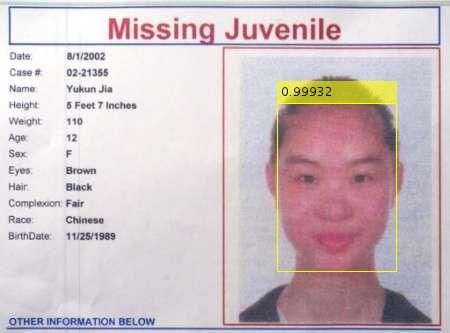 Missing Juvenile
Date: 8/1/2002
Case #: 02-21355
Name: Yukun Jia
Height: 5 Feet 7 Inches
Weight: 110
Age: 12
Sex: F
Eyes: Brown
Hair: Black
Complexion: Fair
Race: Chinese
BirthDate: 11/25/1989
0.99932
OTHER INFORMATION BELOW